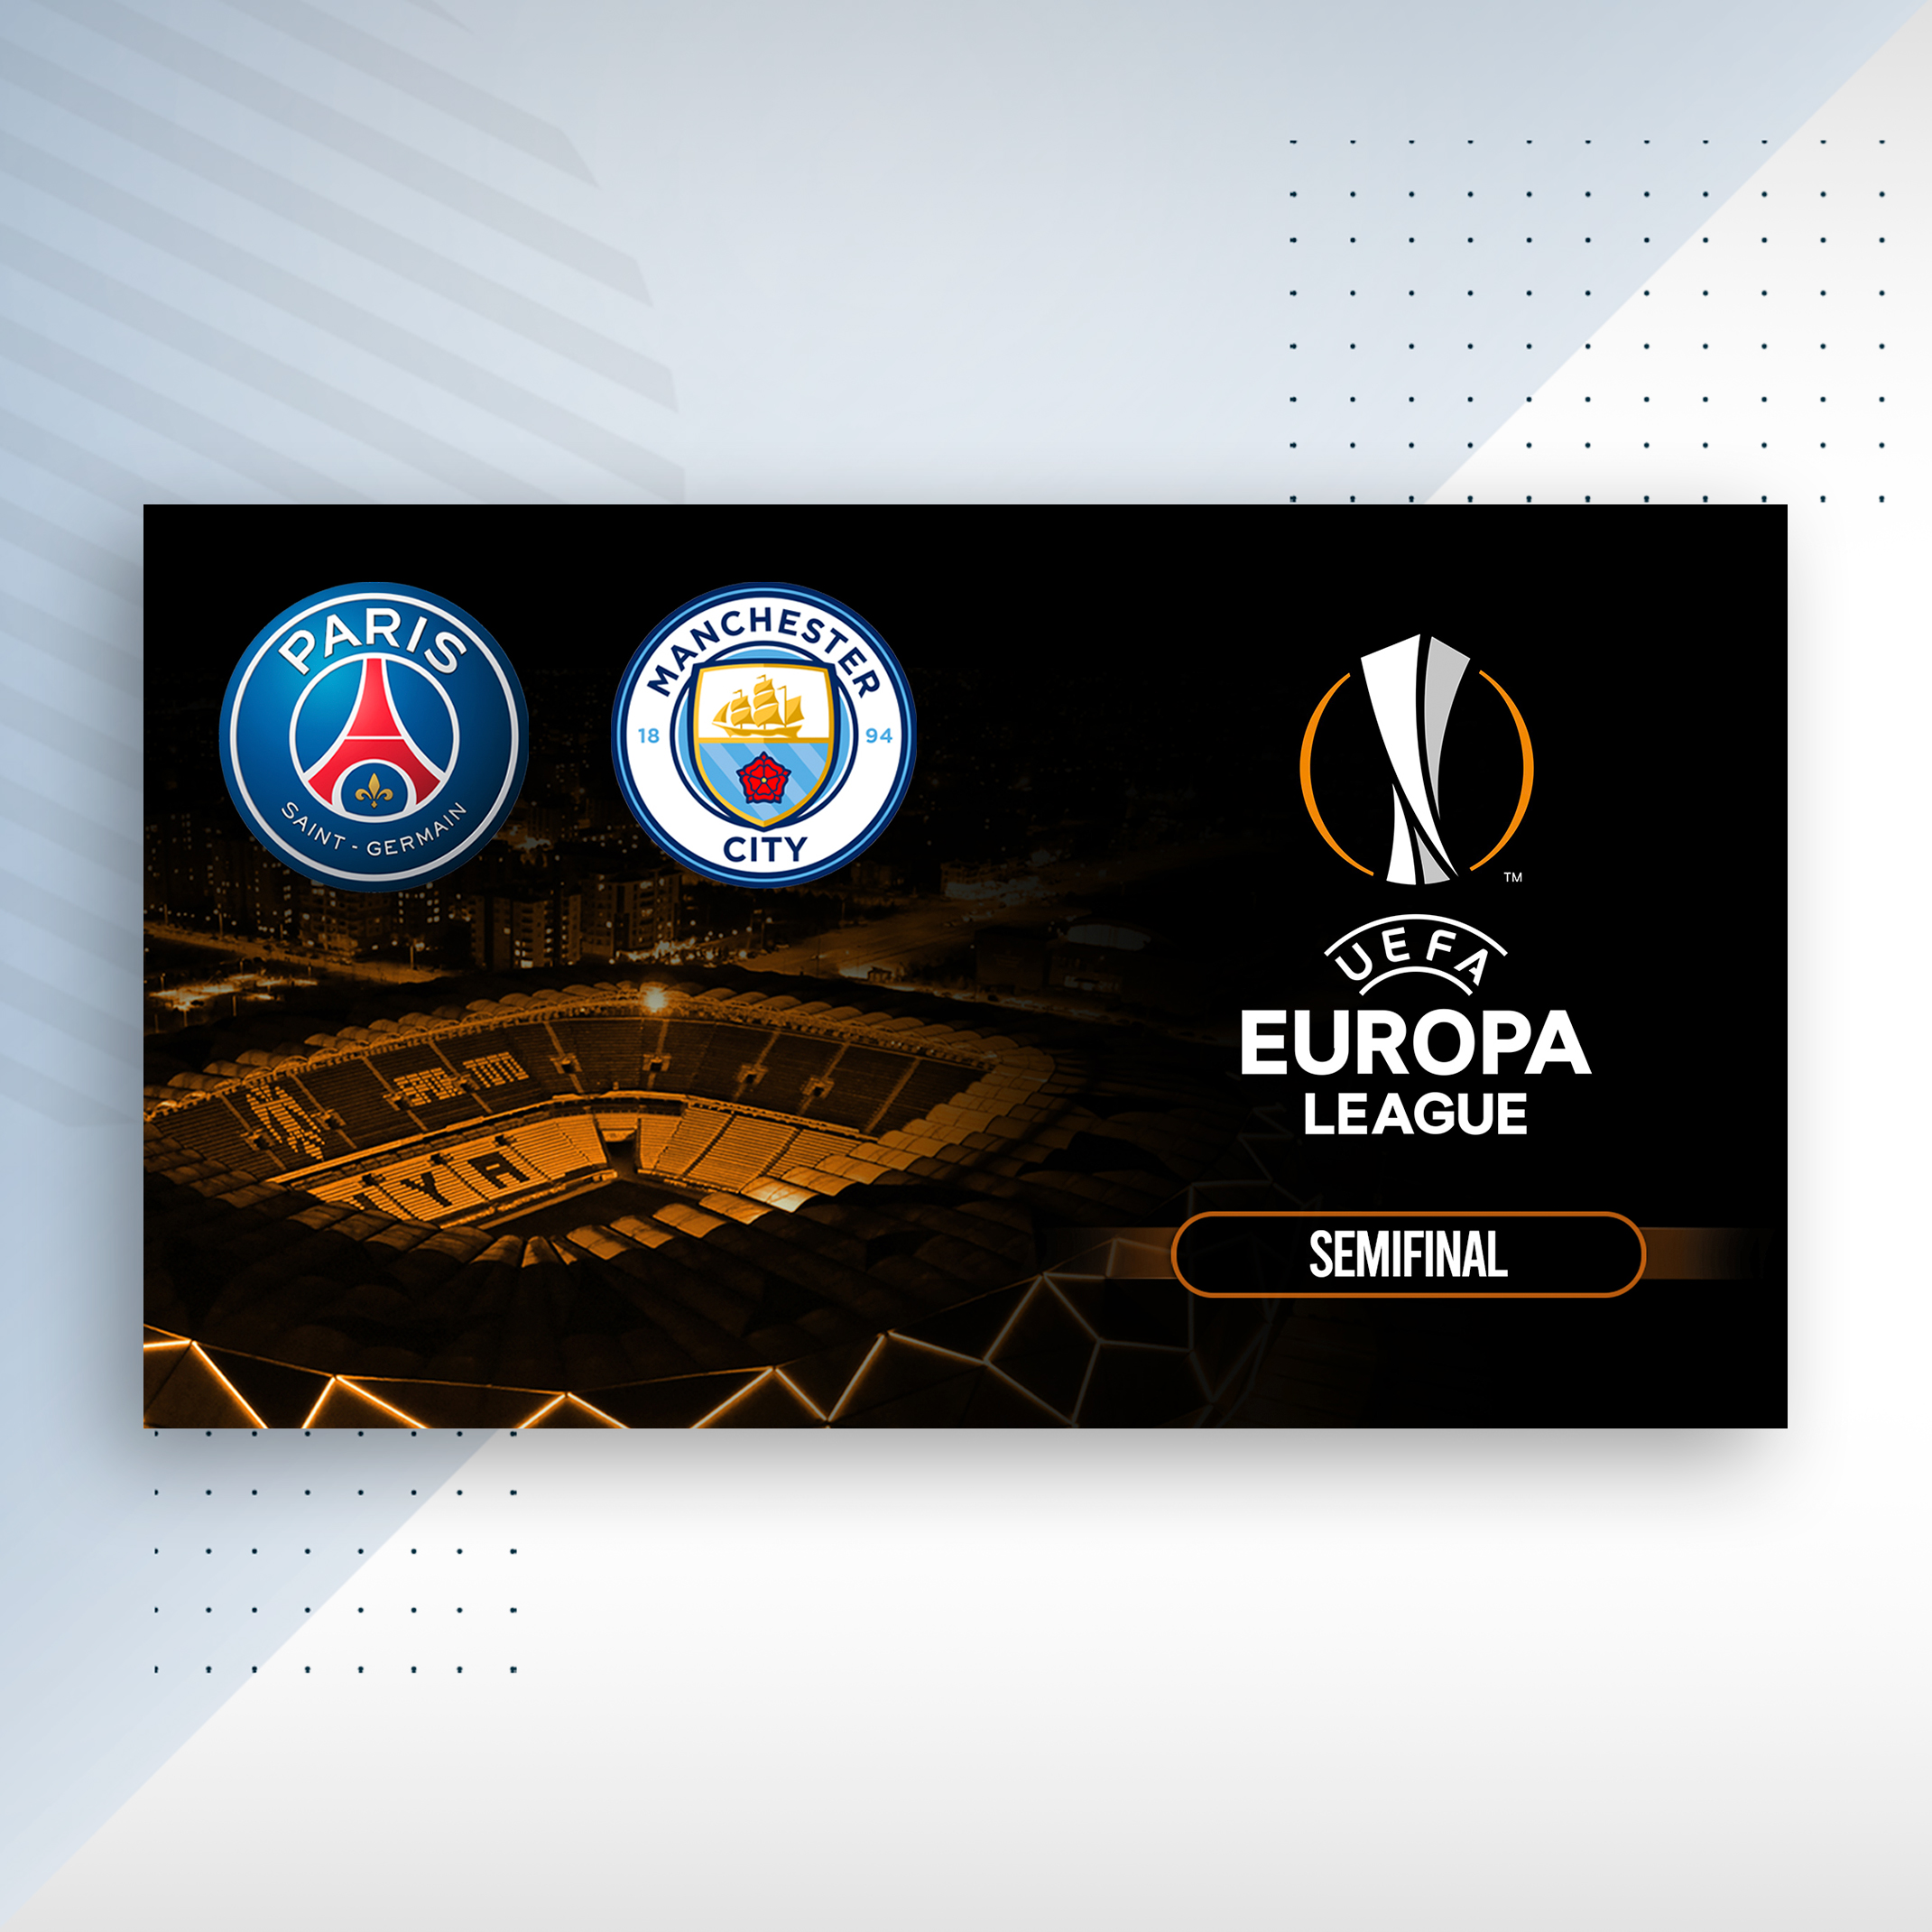 PARIS
SAINT - GERMAIN
MANCHESTER
18 94
CITY
TM
UEFA
EUROPA
LEAGUE
SEMIFINAL